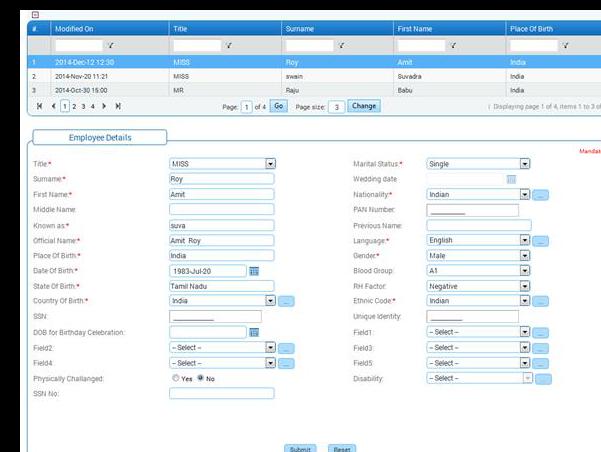 #. Modified On Title Surname First Name Place Of Birth
1 2014-Dec-12 12:30 MISS Roy Amit India
2 2014-Nov-20 11:21 MISS swain Suvadra India
3 2014-Oct-30 15:00 MR Raju Babu India
1 2 3 4 Page: 1 of 4 Go Page size: 3 Change Displaying page 1 of 4, items 1 to 3 of
Employee Details
Mandat
Title:* MISS Marital Status:* Single
Surname:* Roy Wedding date
First Name:* Amit Nationality:* Indian ...
Middle Name: PAN Number:
Known as:* suva Previous Name:
Official Name:* Amit Roy Language:* English ...
Place Of Birth:* India Gender:* Male
Date Of Birth:* 1983-Jul-20 Blood Group: A1
State Of Birth:* Tamil Nadu RH Factor: Negative
Country Of Birth:* India ... Ethnic Code:* Indian ...
SSN: Unique Identity:
DOB for Birthday Celebration: Field1: -- Select -- ...
Field2: -- Select -- ... Field3: -- Select -- ...
Field4: -- Select -- ... Field5: -- Select -- ...
Physically Challanged: Yes No Disability: -- Select -- ...
SSN No:
Submit Reset